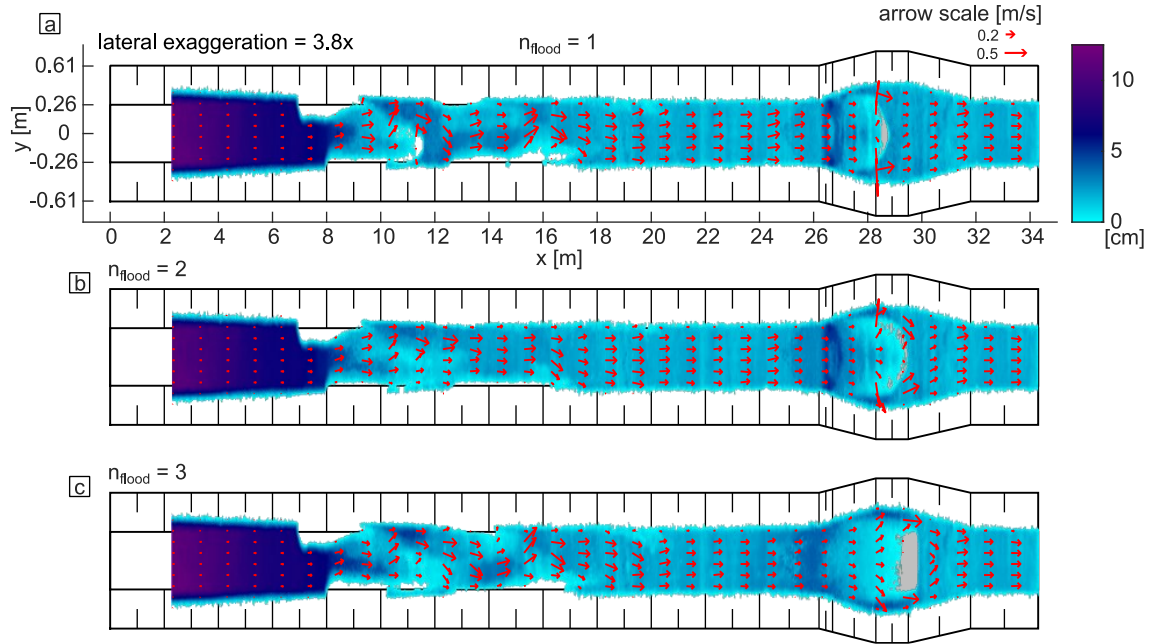 a
lateral exaggeration = 3.8x
n_flood = 1
arrow scale [m/s]
0.2
0.5
0.61
0.26
0
-0.26
-0.61
y [m]
0 2 4 6 8 10 12 14 16 18 20 22 24 26 28 30 32 34
x [m]
10
5
0
[cm]
b
n_flood = 2
c
n_flood = 3